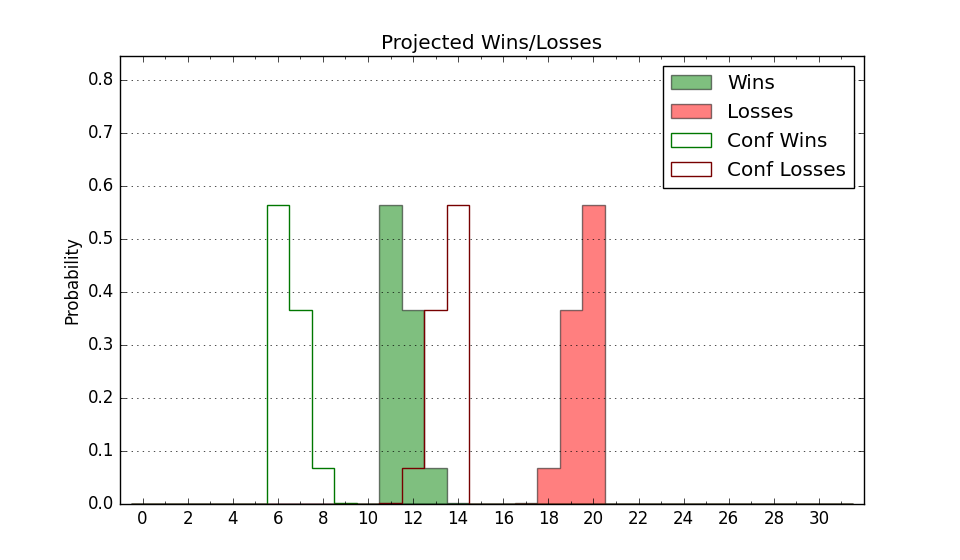 Projected Wins/Losses
Wins
Losses
Conf Wins
Conf Losses
Probability
0.8
0.7
0.6
0.5
0.4
0.3
0.2
0.1
0.0
0 2 4 6 8 10 12 14 16 18 20 22 24 26 28 30